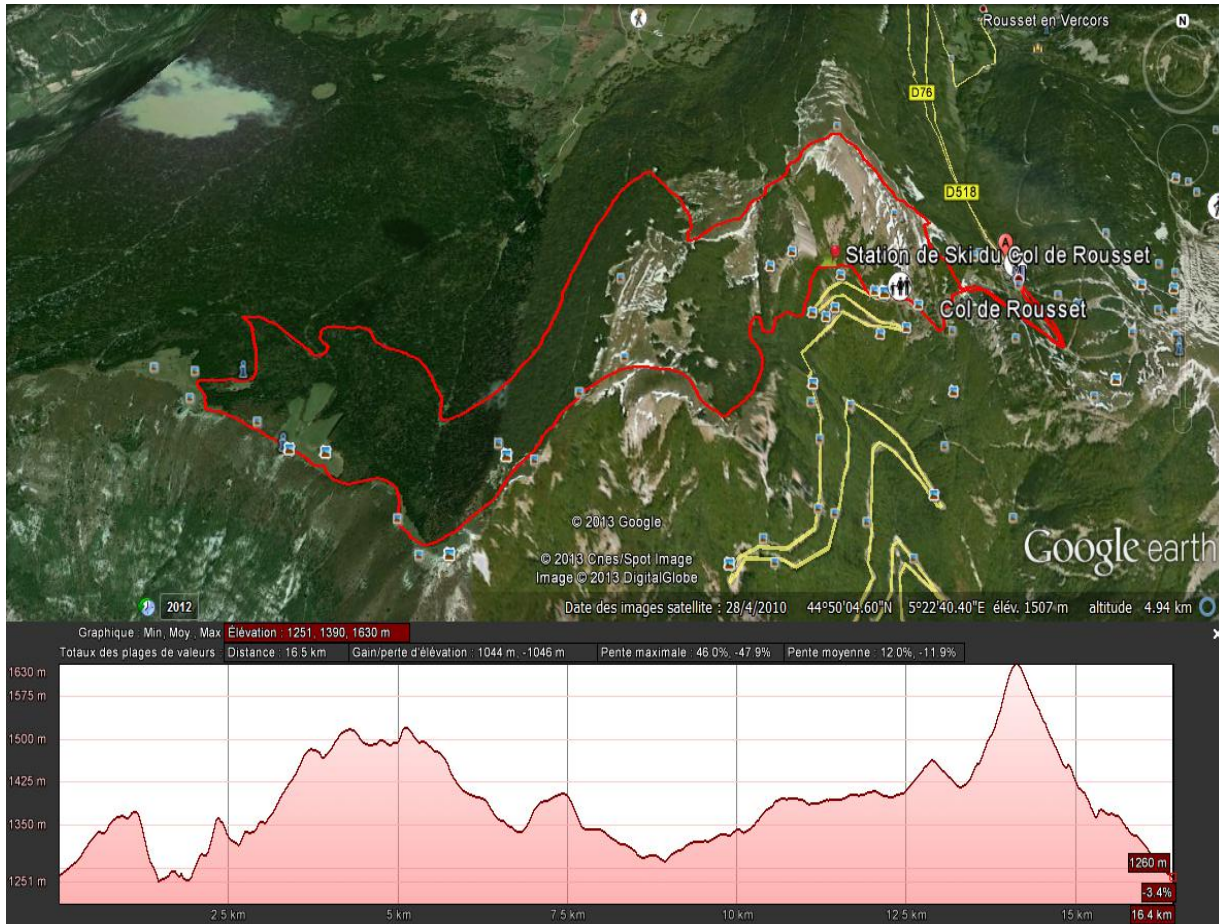 Rousset en Vercors
N
D76
D518
A
Station de Ski du Col de Rousset
Col de Rousset
i
i
© 2013 Google
© 2013 Cnes/Spot Image
Image © 2013 DigitalGlobe
Google earth
2012
Date des images satellite : 28/4/2010 44°50'04.60"N 5°22'40.40"E élév. 1507 m altitude 4.94 km
Graphique : Min, Moy, Max Élévation : 1251, 1390, 1630 m
Totaux des plages de valeurs Distance : 16.5 km Gain/perte d'élévation : 1044 m, -1046 m Pente maximale : 46.0%, -47.9% Pente moyenne : 12.0%, -11.9%
1630 m
1575 m
1500 m
1425 m
1350 m
1260 m
1251 m
-3.4%
2.5 km 5 km 7.5 km 10 km 12.5 km 15 km 16.4 km